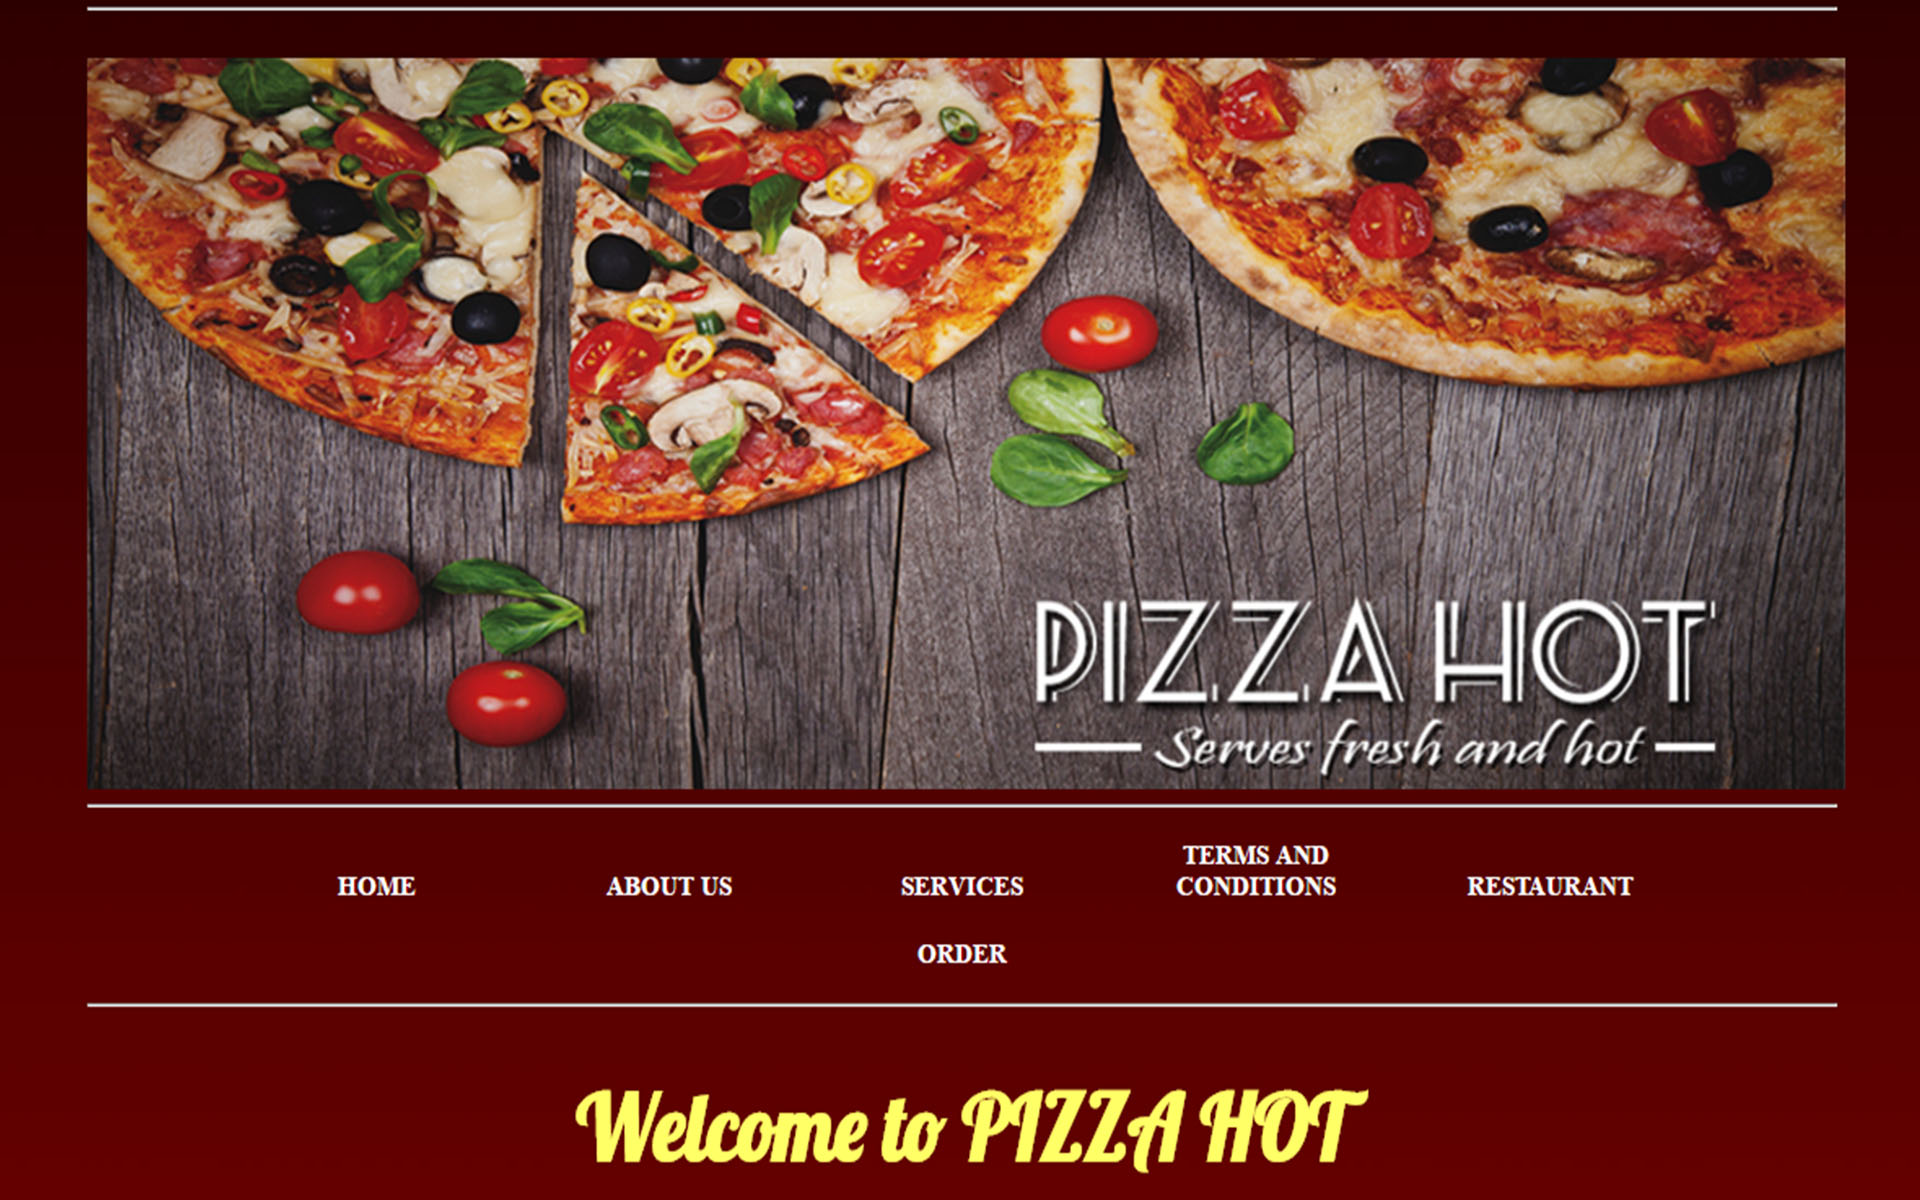 PIZZA HOT
Serves fresh and hot
HOME
ABOUT US
SERVICES
TERMS AND
CONDITIONS
RESTAURANT
ORDER
Welcome to PIZZA HOT